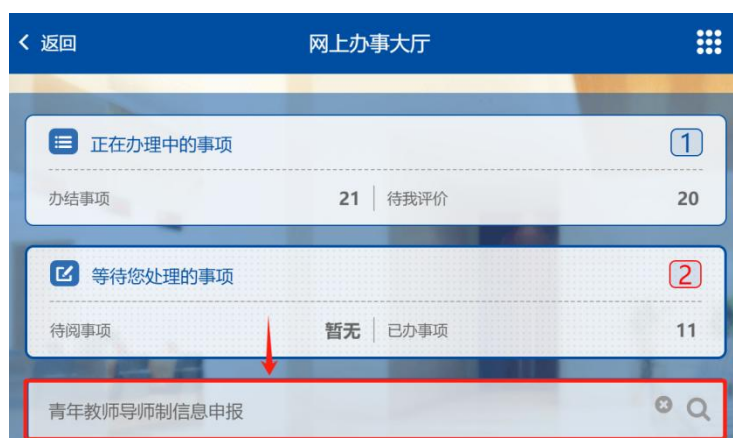 返回 网上办事大厅
正在办理中的事项 1
办结事项 21 待我评价 20
等待您处理的事项 2
待阅事项 暂无 已办事项 11
青年教师导师制信息申报